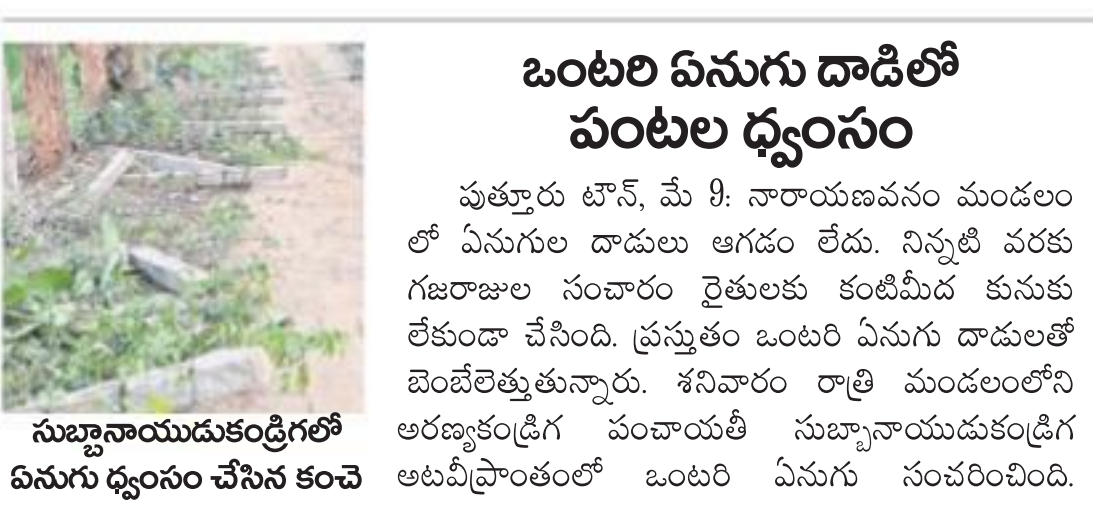 ఒంటరి ఏనుగు దాడిలో
పంటల ధ్వంసం
పుత్తూరు టౌన్, మే 9: నారాయణవనం మండలం
లో ఏనుగుల దాడులు ఆగడం లేదు. నిన్నటి వరకు
గజరాజుల సంచారం రైతులకు కంటిమీద కునుకు
లేకుండా చేసింది. ప్రస్తుతం ఒంటరి ఏనుగు దాడులతో
బెంబేలెత్తుతున్నారు. శనివారం రాత్రి మండలంలోని
అరణ్యకండ్రిగ పంచాయతీ సుబ్బానాయుడుకండ్రిగ
అటవీప్రాంతంలో ఒంటరి ఏనుగు సంచరించింది.
సుబ్బానాయుడుకండ్రిగలో
ఏనుగు ధ్వంసం చేసిన కంచె